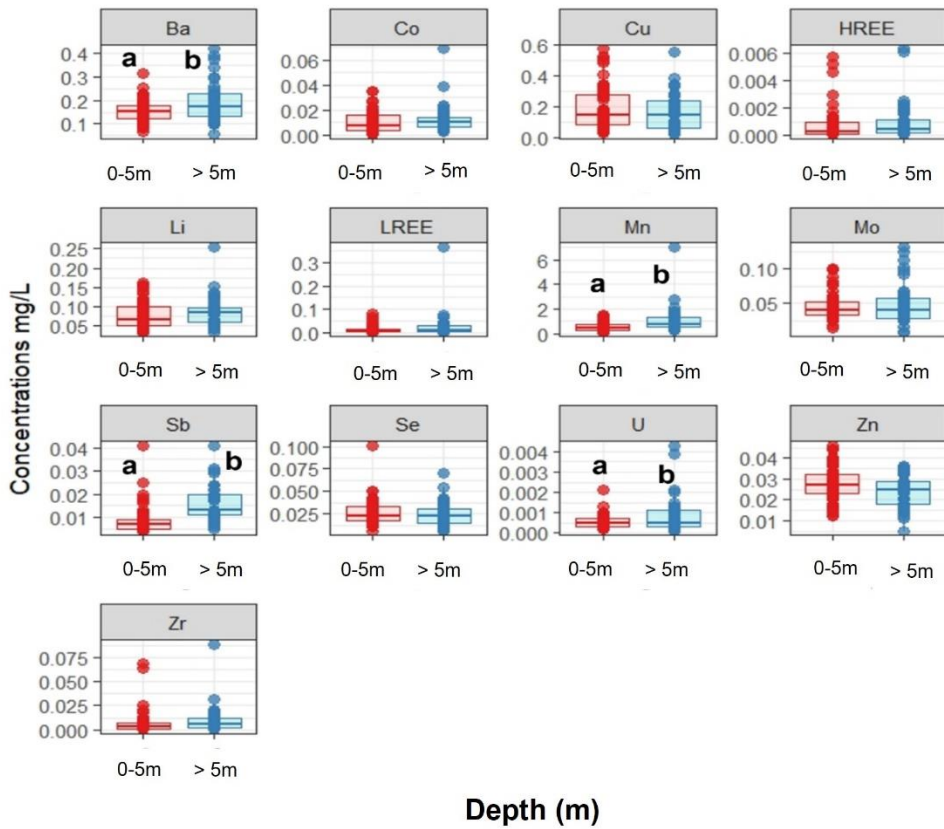 Ba Co Cu HREE
0.4 0.06 0.6 0.006
0.3 0.04 0.4 0.004
0.2 0.02 0.2 0.002
0.1 0.00 0.0 0.000
a b
0-5m > 5m 0-5m > 5m 0-5m > 5m 0-5m > 5m
Li LREE Mn Mo
0.25 0.3 6 0.10
0.20 0.2 4 0.05
0.15 0.1 2
0.10 0.0 0
0.05
a b
0-5m > 5m 0-5m > 5m 0-5m > 5m 0-5m > 5m
Concentrations mg/L
Sb Se U Zn
0.04 0.100 0.004 0.04
0.03 0.075 0.003 0.03
0.02 0.050 0.002 0.02
0.01 0.025 0.001 0.01
0.000
a b a b
0-5m > 5m 0-5m > 5m 0-5m > 5m 0-5m > 5m
Zr
0.075
0.050
0.025
0.000
0-5m > 5m
Depth (m)